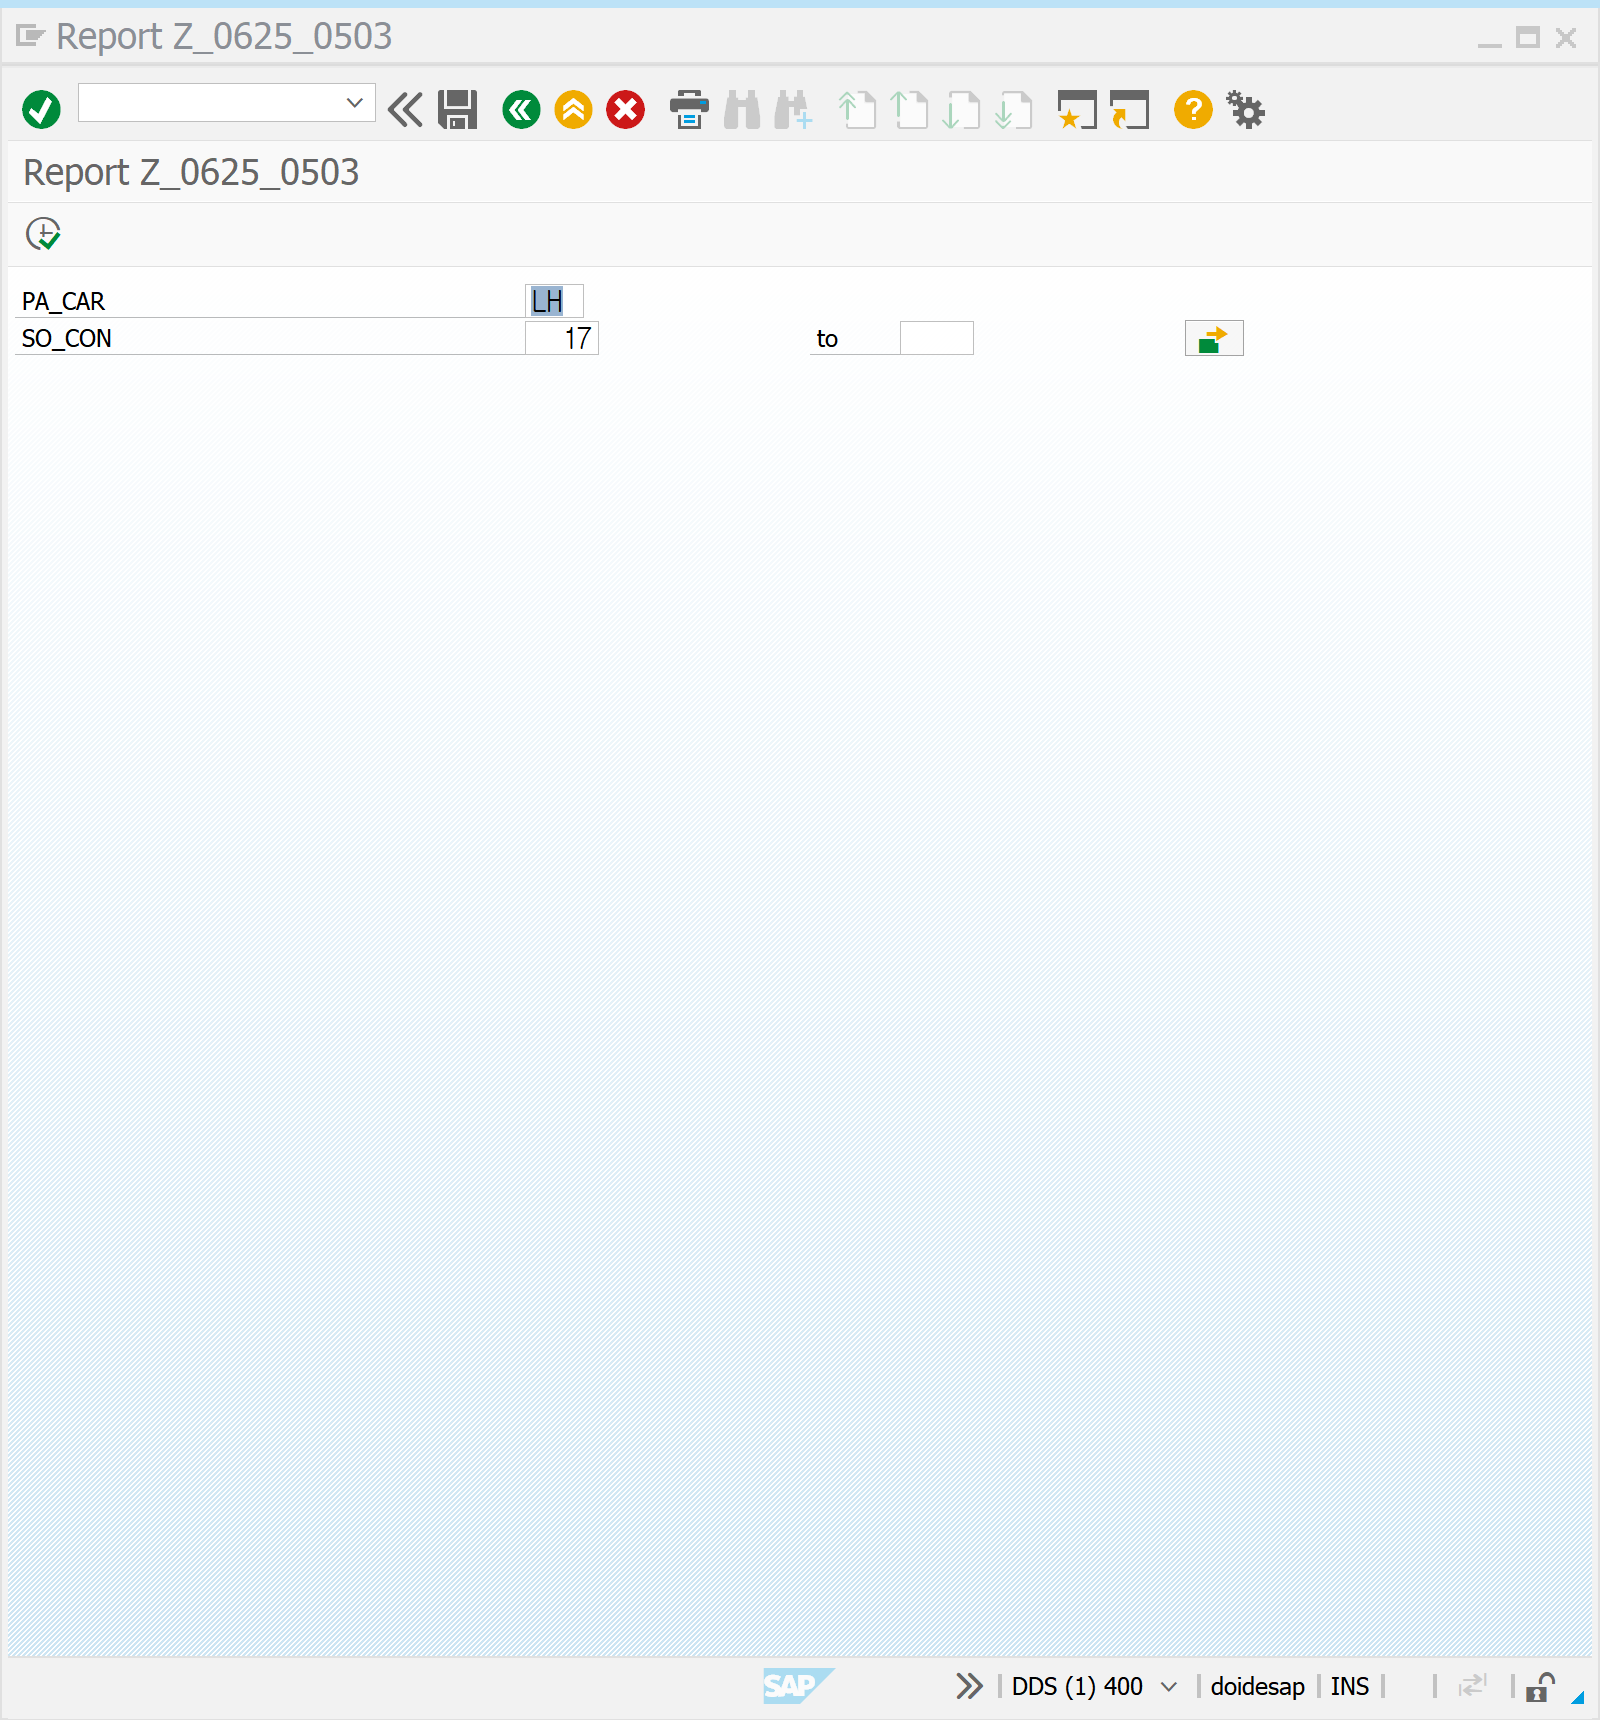 Report Z_0625_0503
Report Z_0625_0503
PA_CAR LH
SO_CON 17 to
SAP DDS (1) 400 doidesap INS